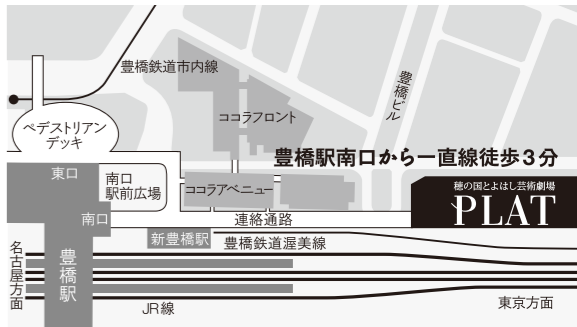 豊橋鉄道市内線
ペデストリアン
デッキ
ココラフロント
豊橋ビル
豊橋駅南口から一直線徒歩3分
東口
南口
駅前広場
ココラアベニュー
穂の国とよはし芸術劇場
PLAT
南口
連絡通路
新豊橋駅
豊橋鉄道渥美線
名古屋方面
豊橋駅
JR線
東京方面